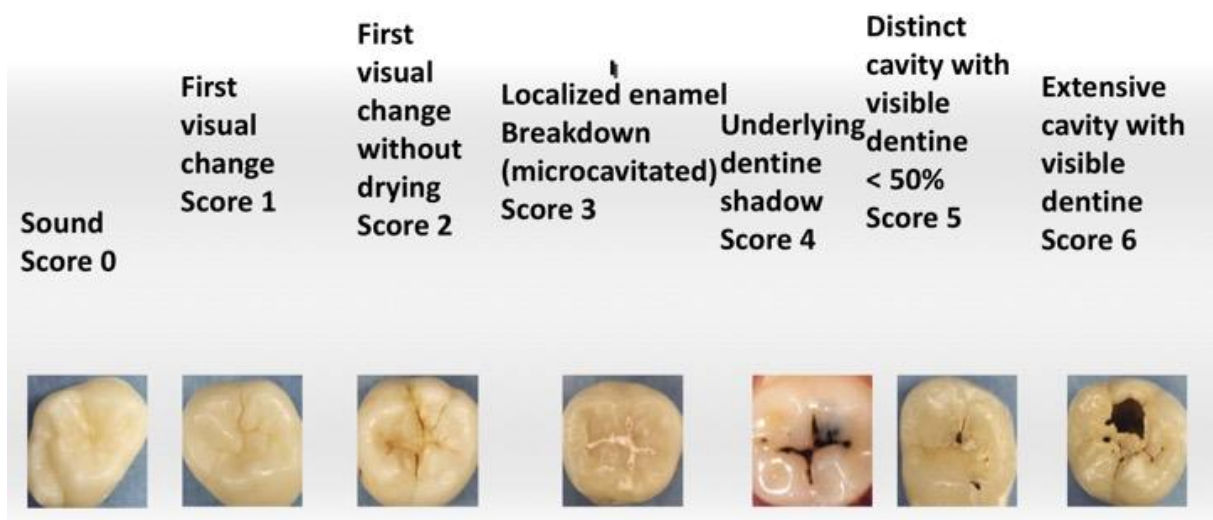 Sound
Score 0
First
visual
change
Score 1
First
visual
change
without
drying
Score 2
Localized enamel
Breakdown
(microcavitated)
Score 3
Underlying
dentine
shadow
Score 4
Distinct
cavity with
visible
dentine
< 50%
Score 5
Extensive
cavity with
visible
dentine
Score 6